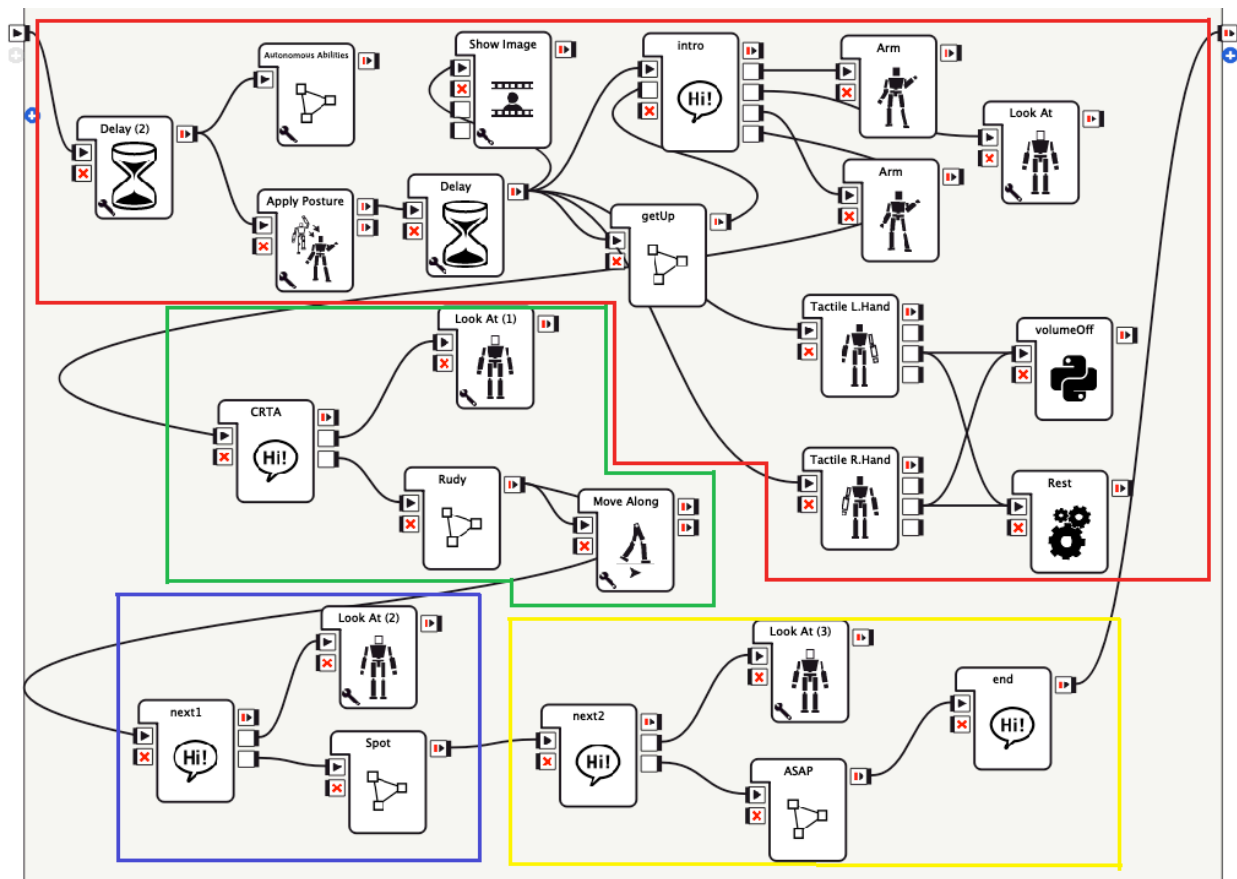 Autonomous Abilities
Show Image
intro
Hi!
Arm
Delay (2)
Look At
Apply Posture
Delay
getUp
Arm
Tactile L.Hand
volumeOff
Look At (1)
CRTA
Hi!
Rudy
Move Along
Tactile R.Hand
Rest
Look At (2)
next1
Hi!
Spot
Look At (3)
next2
Hi!
ASAP
end
Hi!